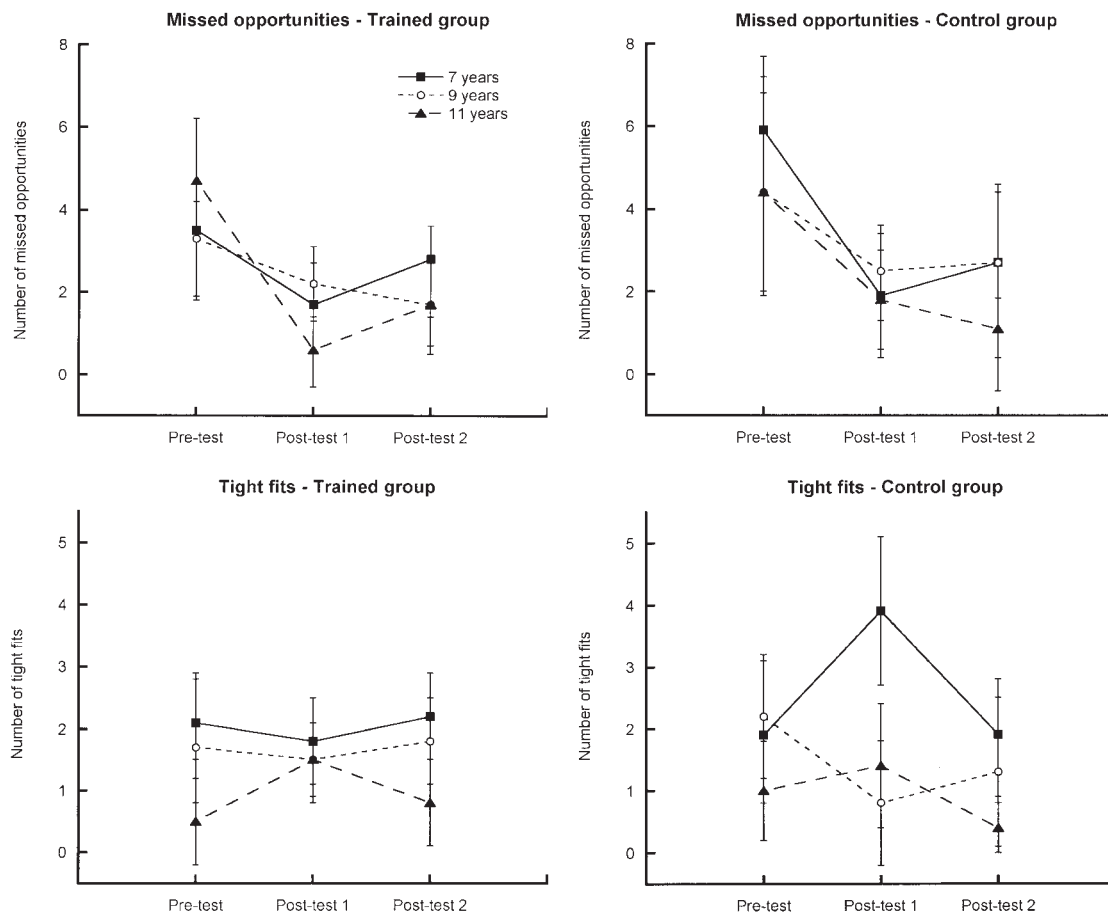 Missed opportunities - Trained group
Number of missed opportunities
8
6
4
2
0
7 years
9 years
11 years
Pre-test
Post-test 1
Post-test 2
Missed opportunities - Control group
Number of missed opportunities
8
6
4
2
0
Pre-test
Post-test 1
Post-test 2
Tight fits - Trained group
Number of tight fits
5
4
3
2
1
0
Pre-test
Post-test 1
Post-test 2
Tight fits - Control group
Number of tight fits
5
4
3
2
1
0
Pre-test
Post-test 1
Post-test 2